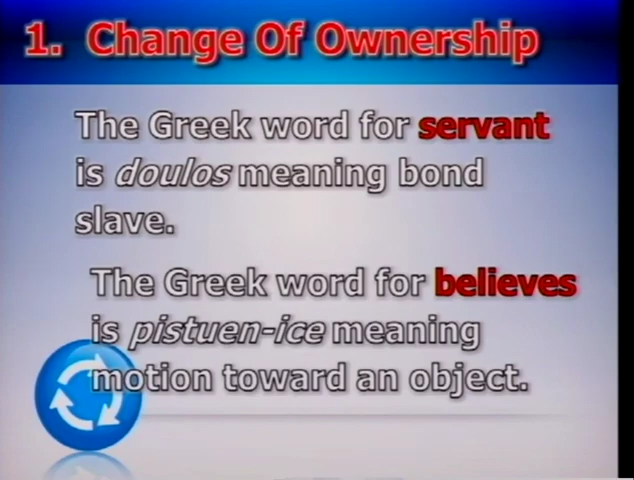 1. Change Of Ownership
The Greek word for servant
is doulos meaning bond
slave.
The Greek word for believes
is pistuen-ice meaning
motion toward an object.